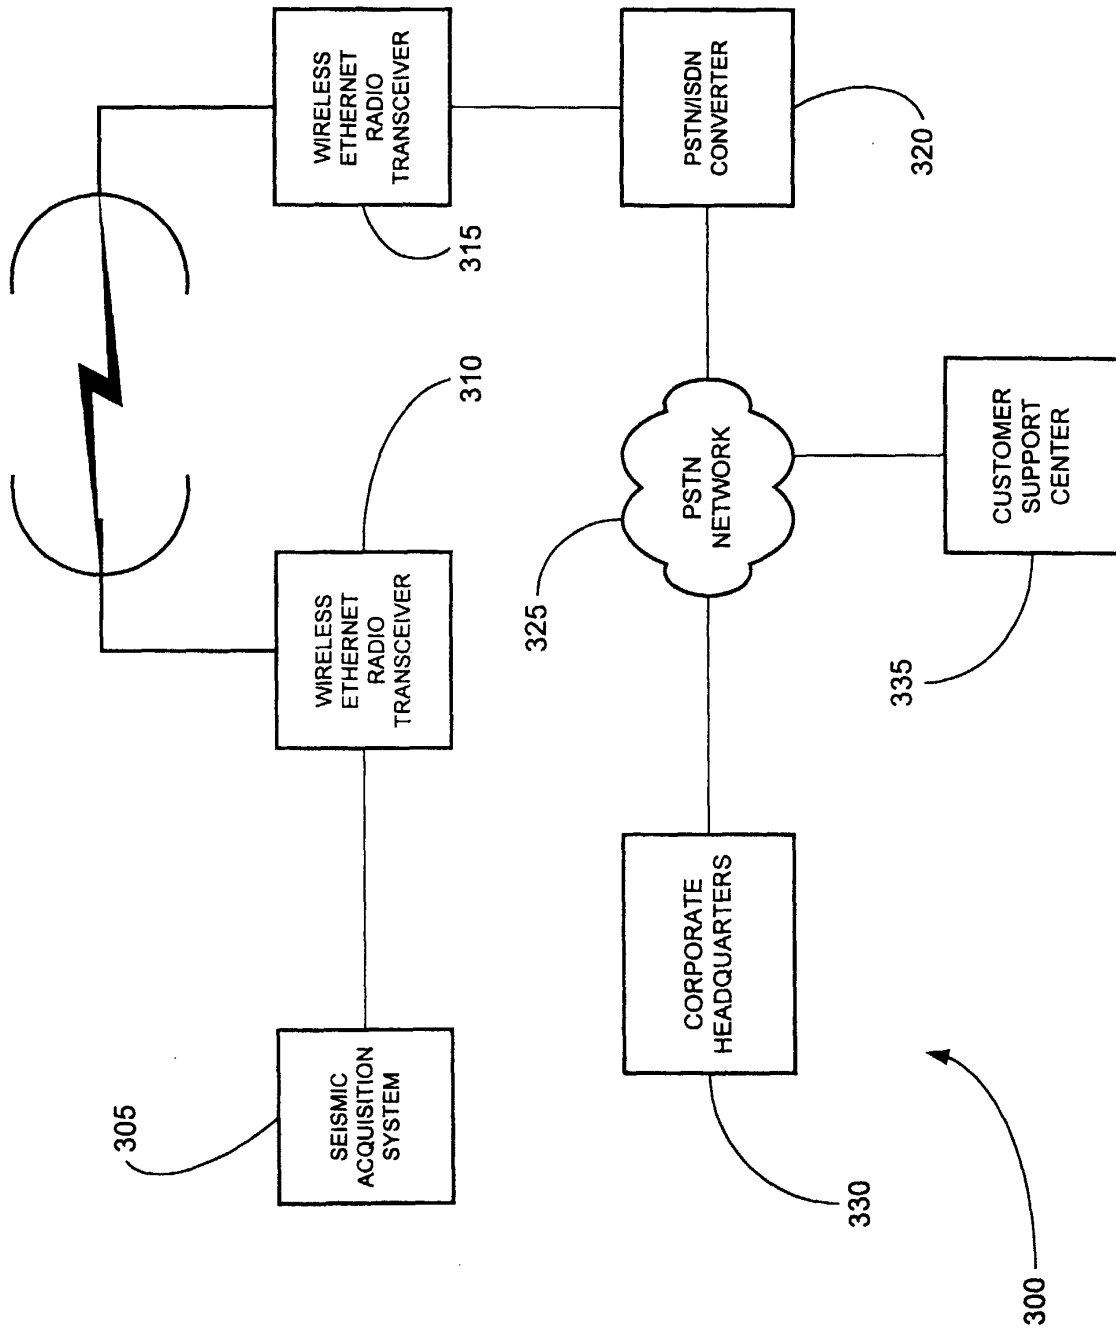 305
SEISMIC
ACQUISITION
SYSTEM
WIRELESS
ETHERNET
RADIO
TRANSCEIVER
310
WIRELESS
ETHERNET
RADIO
TRANSCEIVER
315
325
CORPORATE
HEADQUARTERS
330
PSTN
NETWORK
PSTN/ISDN
CONVERTER
320
335
CUSTOMER
SUPPORT
CENTER
300